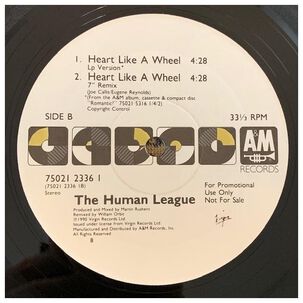 1. Heart Like A Wheel 4:28
Lp Version*
2. Heart Like A Wheel 4:28
7" Remix
(Joe Callis/Eugene Reynolds)
*(From the A&M album, cassette & compact disc
"Romantic?" 75021 5316 1/4/2)
Copyright Control
SIDE B
33⅓ RPM
A&M
RECORDS
75021 2336 1
(75021 2336 1B)
Stereo
For Promotional
Use Only
Not For Sale
The Human League
Produced and Mixed by Martin Rushent
Remixed by William Orbit
℗ 1990 Virgin Records Ltd.
Issued under license from Virgin Records Ltd.
Manufactured and Distributed by A&M Records, Inc.
All Rights Reserved
B
Virgin